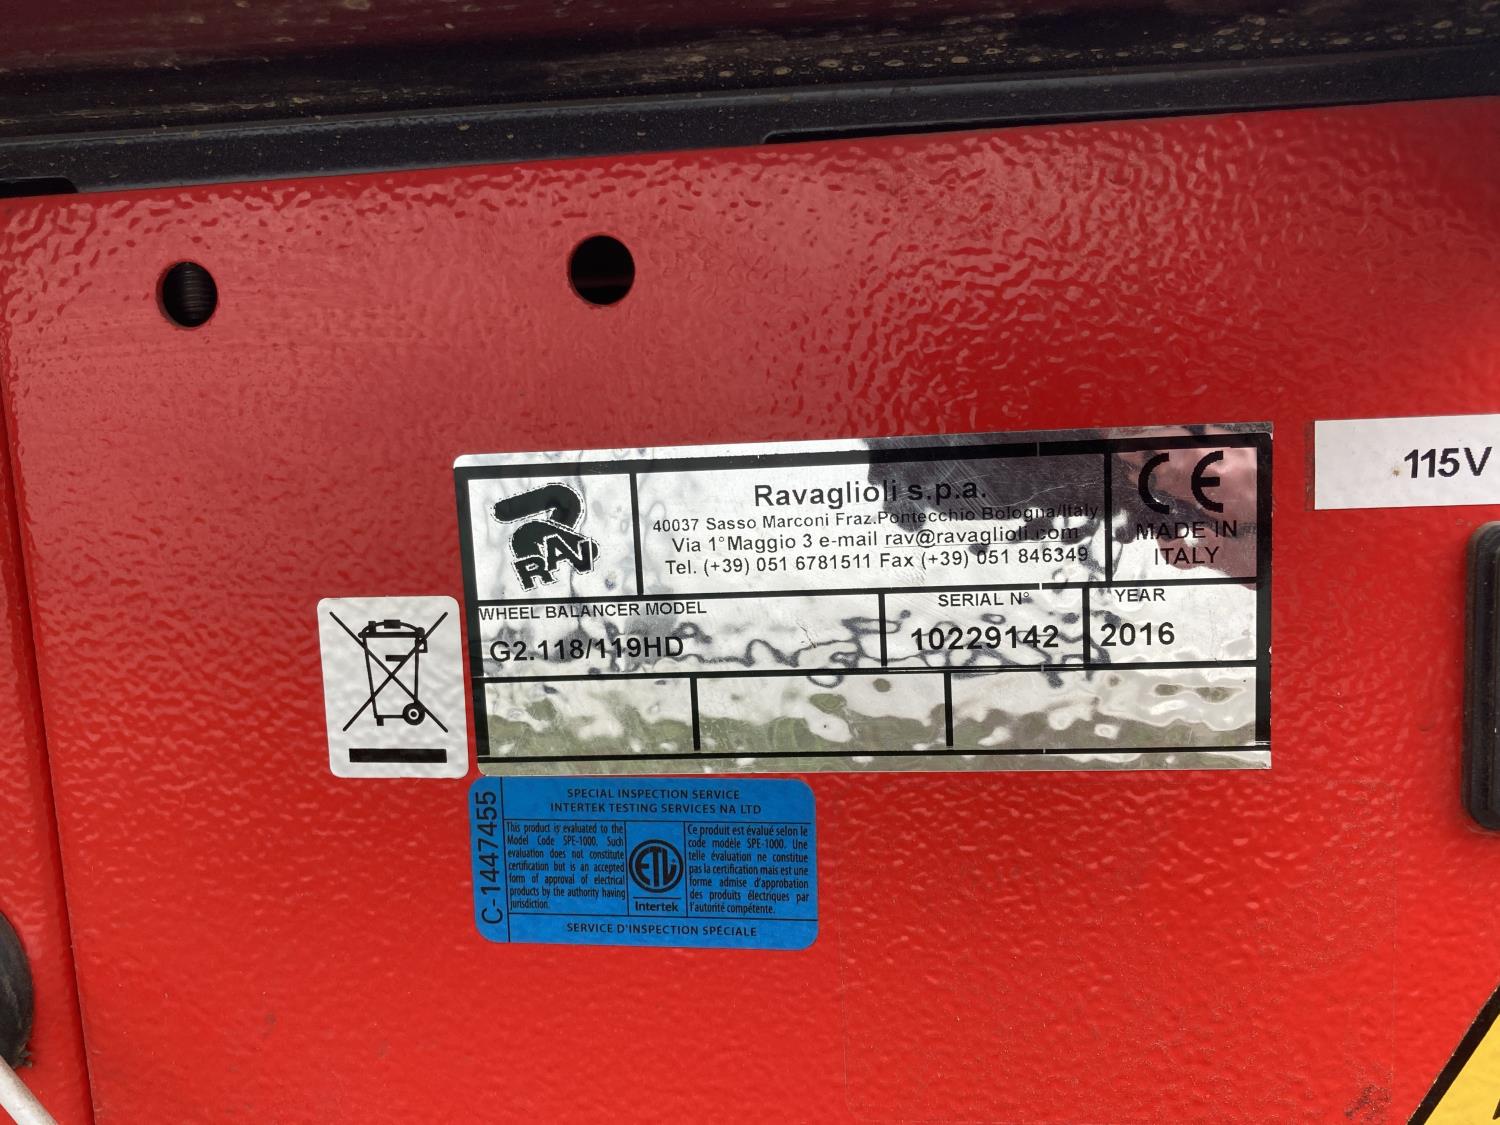 115V
RAV
Ravaglioli s.p.a.
40037 Sasso Marconi Fraz.Pontecchio Bologna/Italy
Via 1°Maggio 3 e-mail rav@ravaglioli.com
Tel. (+39) 051 6781511 Fax (+39) 051 846349
CE
MADE IN
ITALY
WHEEL BALANCER MODEL
G2.118/119HD
SERIAL N°
10229142
YEAR
2016
C-1447455
SPECIAL INSPECTION SERVICE
INTERTEK TESTING SERVICES NA LTD
This product is evaluated to the
Model Code SPE-1000. Such
evaluation does not constitute
certification but is an accepted
form of approval of electrical
products by the authority having
jurisdiction.
ETL
Intertek
Ce produit est évalué selon le
code modèle SPE-1000. Une
telle évaluation ne constitue
pas la certification mais est une
forme admise d'approbation
des produits électriques par
l'autorité compétente.
SERVICE D'INSPECTION SPÉCIALE